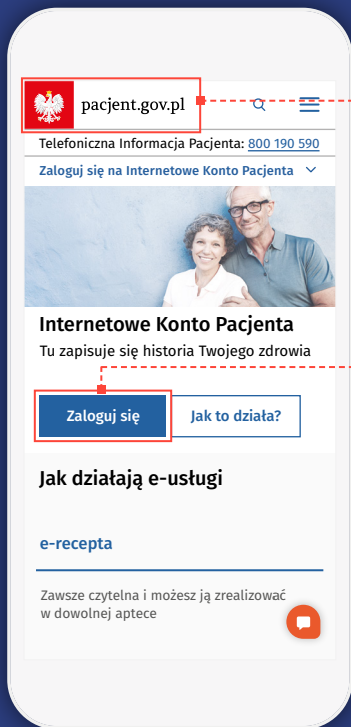 pacjent.gov.pl
Telefoniczna Informacja Pacjenta: 800 190 590
Zaloguj się na Internetowe Konto Pacjenta
Internetowe Konto Pacjenta
Tu zapisuje się historia Twojego zdrowia
Zaloguj się
Jak to działa?
Jak działają e-usługi
e-recepta
Zawsze czytelna i możesz ją zrealizować
w dowolnej aptece